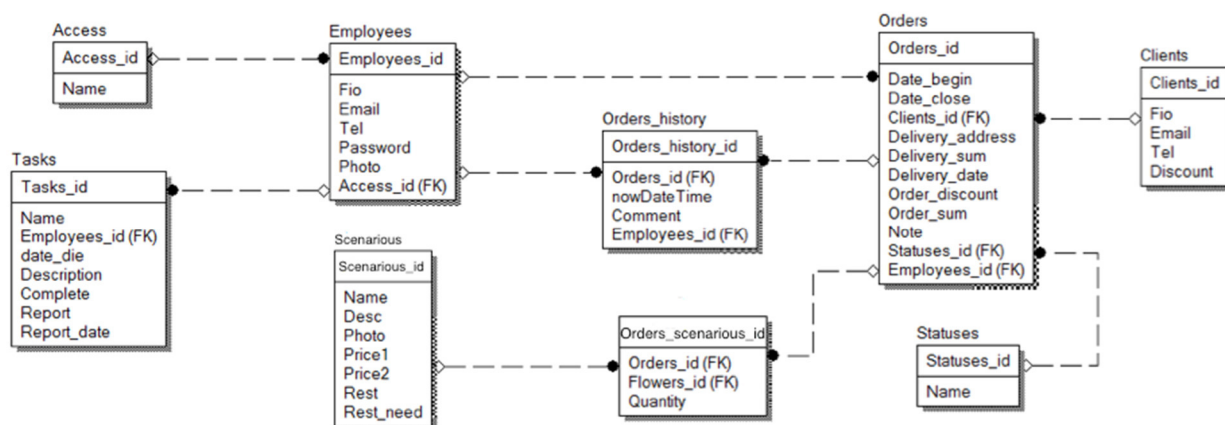 Access
Access_id
Name
Employees
Employees_id
Fio
Email
Tel
Password
Photo
Access_id (FK)
Orders
Orders_id
Date_begin
Date_close
Clients_id (FK)
Delivery_address
Delivery_sum
Delivery_date
Order_discount
Order_sum
Note
Statuses_id (FK)
Employees_id (FK)
Clients
Clients_id
Fio
Email
Tel
Discount
Orders_history
Orders_history_id
Orders_id (FK)
nowDateTime
Comment
Employees_id (FK)
Tasks
Tasks_id
Name
Employees_id (FK)
date_die
Description
Complete
Report
Report_date
Scenarious
Scenarious_id
Name
Desc
Photo
Price1
Price2
Rest
Rest_need
Orders_scenarious_id
Orders_id (FK)
Flowers_id (FK)
Quantity
Statuses
Statuses_id
Name